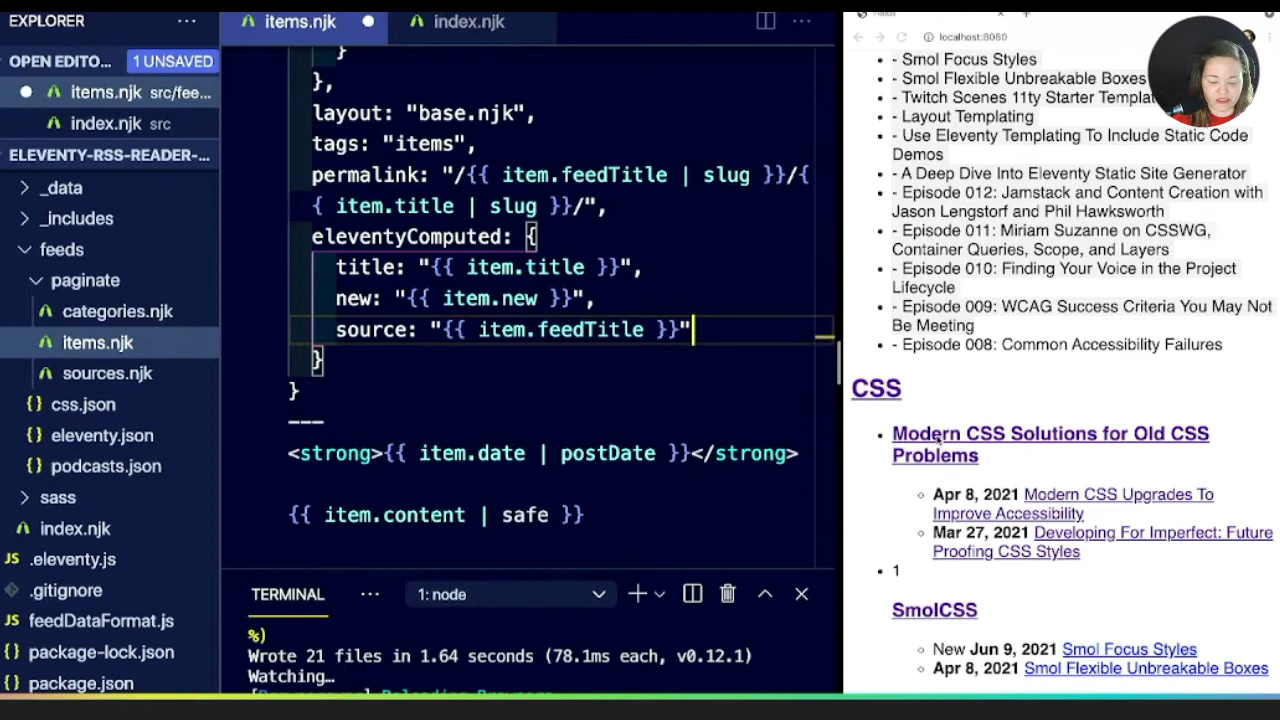 EXPLORER
items.njk
index.njk
OPEN EDITO...
1 UNSAVED
items.njk src/fee...
index.njk src
ELEVENTY-RSS-READER-...
_data
_includes
feeds
paginate
categories.njk
items.njk
sources.njk
css.json
eleventy.json
podcasts.json
sass
index.njk
.eleventy.js
.gitignore
feedDataFormat.js
package-lock.json
package.json
}
},
layout: "base.njk",
tags: "items",
permalink: "/{{ item.feedTitle | slug }}/{
{ item.title | slug }}/",
eleventyComputed: {
title: "{{ item.title }}",
new: "{{ item.new }}",
source: "{{ item.feedTitle }}"
}
}
---
<strong>{{ item.date | postDate }}</strong>
{{ item.content | safe }}
TERMINAL
1: node
%)
Wrote 21 files in 1.64 seconds (78.1ms each, v0.12.1)
Watching…
localhost:8080
- Smol Focus Styles
- Smol Flexible Unbreakable Boxes
- Twitch Scenes 11ty Starter
- Layout Templating
- Use Eleventy Templating To Include Static Code
Demos
- A Deep Dive Into Eleventy Static Site Generator
- Episode 012: Jamstack and Content Creation with
Jason Lengstorf and Phil Hawksworth
- Episode 011: Miriam Suzanne on CSSWG,
Container Queries, Scope, and Layers
- Episode 010: Finding Your Voice in the Project
Lifecycle
- Episode 009: WCAG Success Criteria You May Not
Be Meeting
- Episode 008: Common Accessibility Failures
CSS
Modern CSS Solutions for Old CSS
Problems
Apr 8, 2021 Modern CSS Upgrades To
Improve Accessibility
Mar 27, 2021 Developing For Imperfect: Future
Proofing CSS Styles
1
SmolCSS
New Jun 9, 2021 Smol Focus Styles
Apr 8, 2021 Smol Flexible Unbreakable Boxes